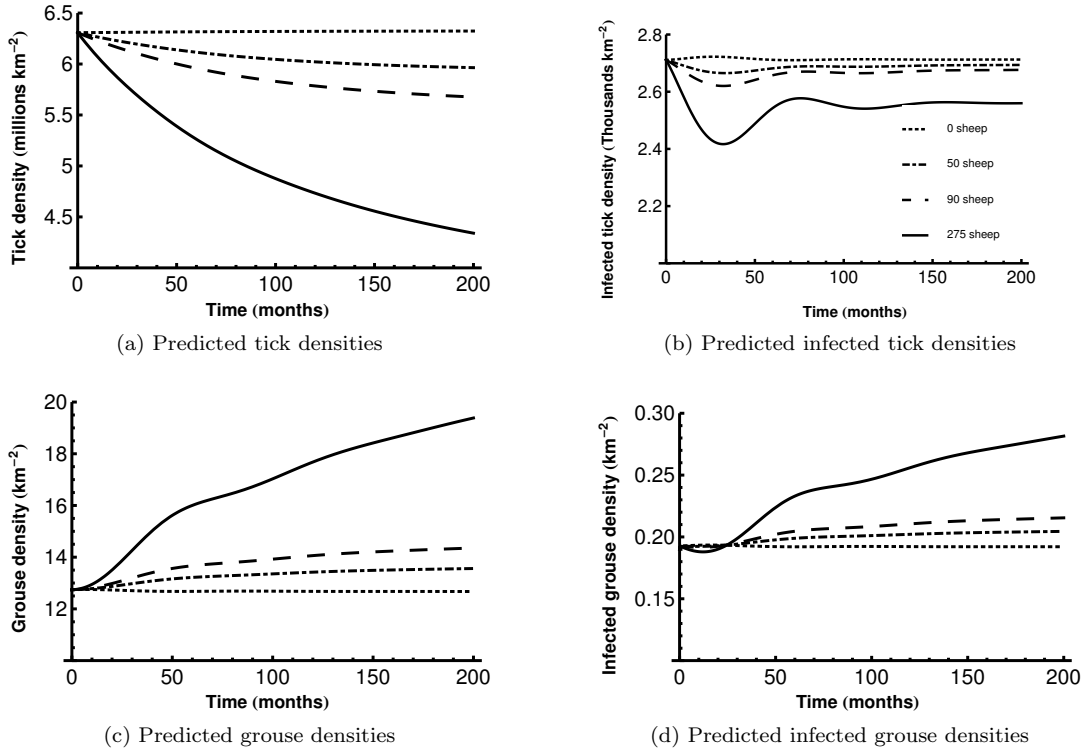 6.5
6
5.5
5
4.5
0 50 100 150 200
Tick density (millions km−2)
Time (months)
(a) Predicted tick densities
2.8
2.6
2.4
2.2
0 50 100 150 200
Infected tick density (Thousands km−2)
0 sheep
50 sheep
90 sheep
275 sheep
Time (months)
(b) Predicted infected tick densities
20
18
16
14
12
0 50 100 150 200
Grouse density (km−2)
Time (months)
(c) Predicted grouse densities
0.30
0.25
0.20
0.15
0 50 100 150 200
Infected grouse density (km−2)
Time (months)
(d) Predicted infected grouse densities